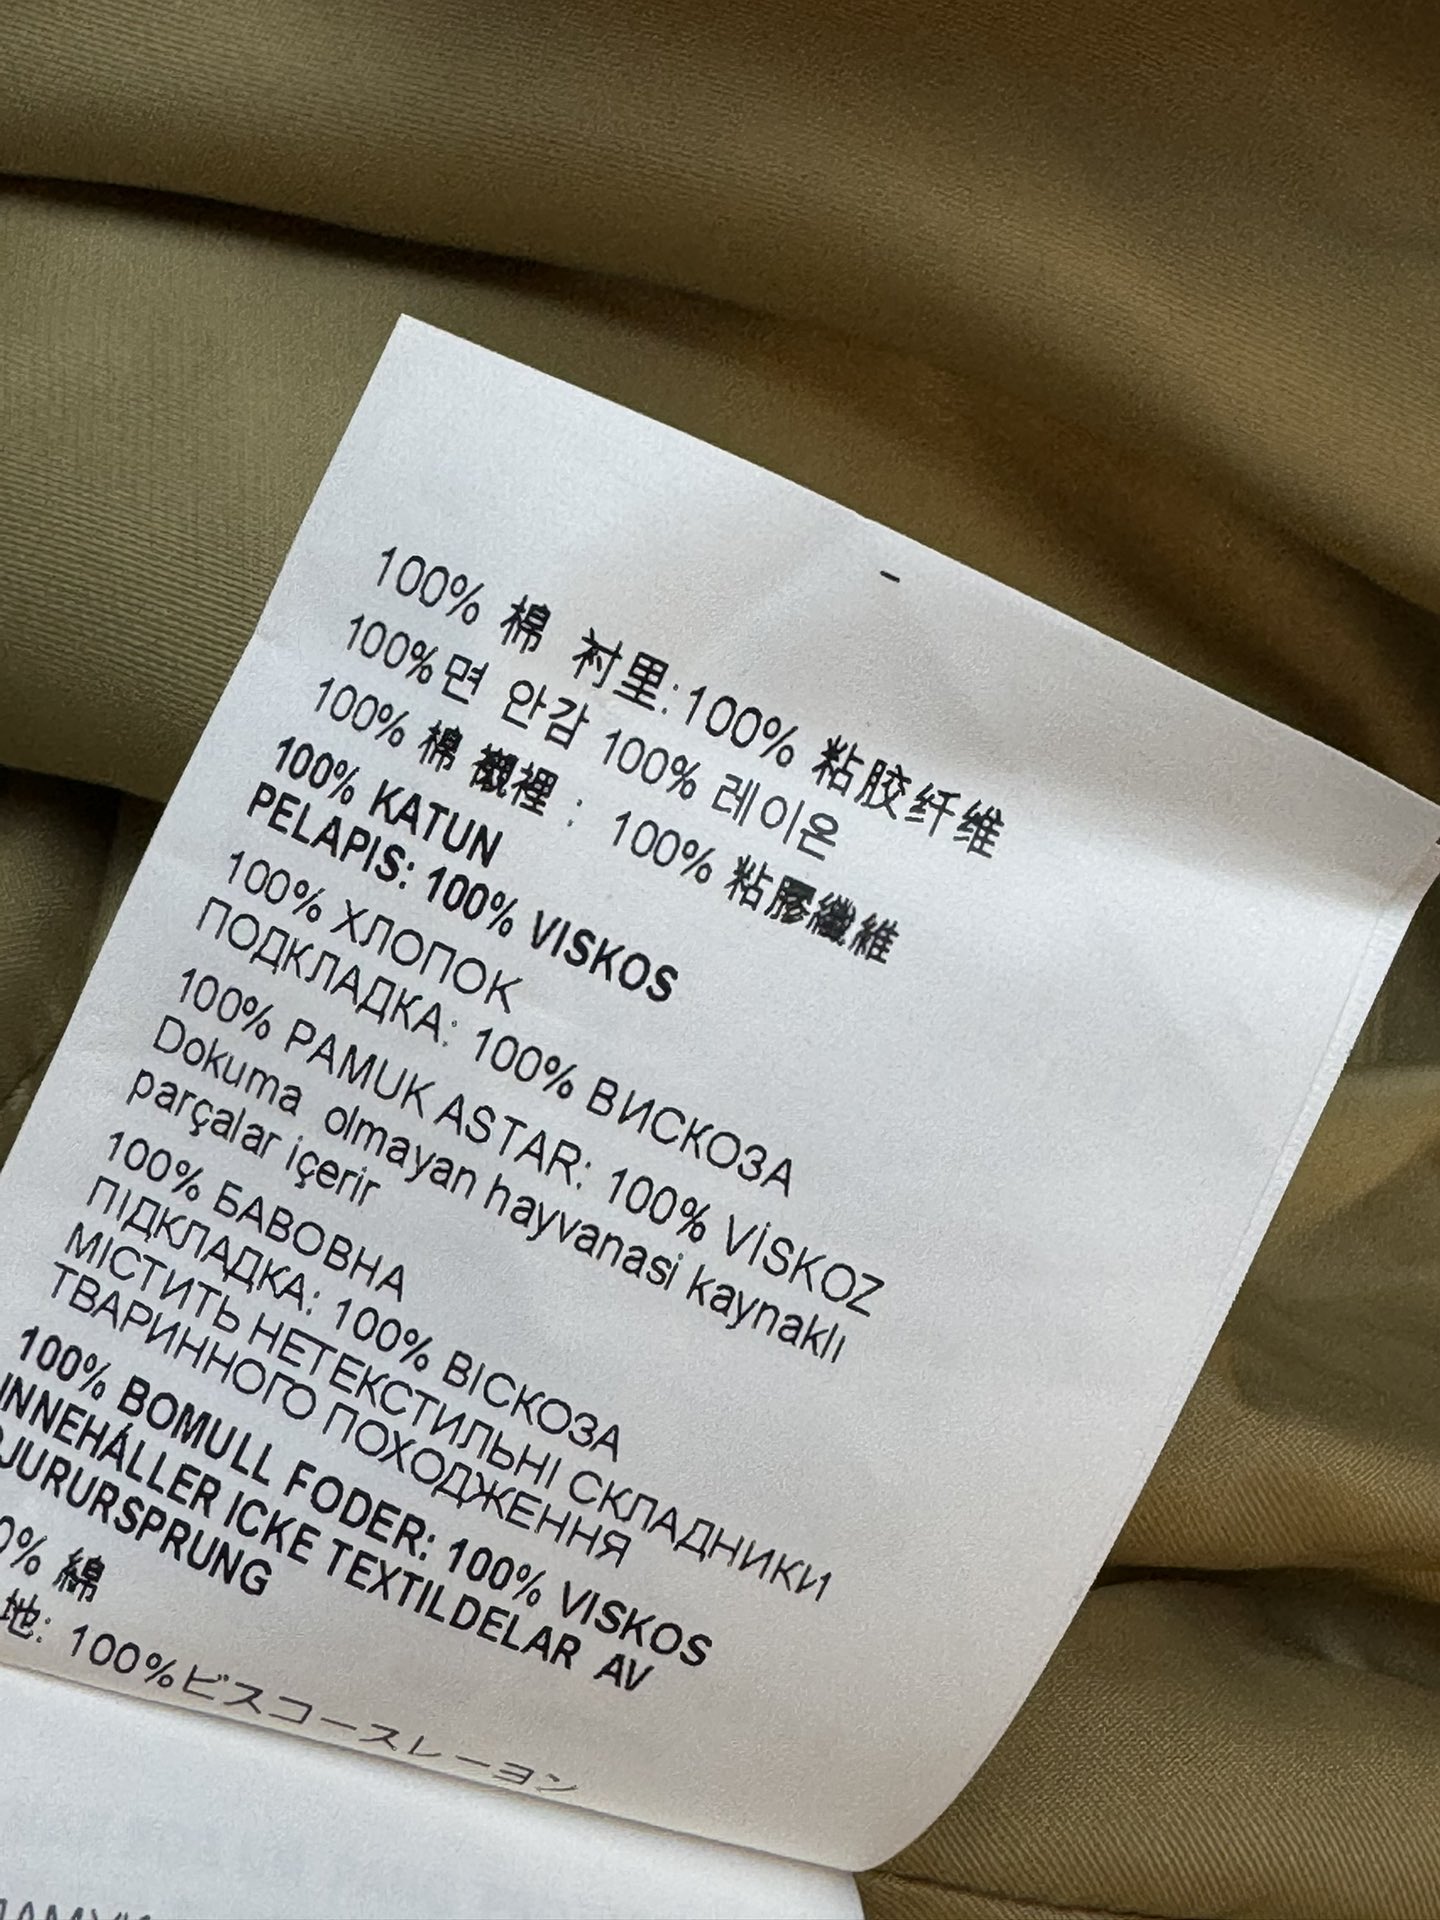 100% 棉 衬里:100% 粘胶纤维
100%면 안감 100% 레이온
100% 棉 襯裡 : 100% 粘膠纖維
100% KATUN
PELAPIS: 100% VISKOS
100% ХЛОПОК
ПОДКЛАДКА: 100% ВИСКОЗА
100% PAMUK ASTAR: 100% VİSKOZ
Dokuma olmayan hayvanasi kaynaklı
parçalar içerir
100% БАВОВНА
ПІДКЛАДКА: 100% ВІСКОЗА
МІСТИТЬ НЕТЕКСТИЛЬНІ СКЛАДНИКИ
ТВАРИННОГО ПОХОДЖЕННЯ
100% BOMULL FODER: 100% VISKOS
INNEHÁLLER ICKE TEXTILDELAR AV
JURURSPRUNG
0% 綿
地: 100%ビスコースレーヨン